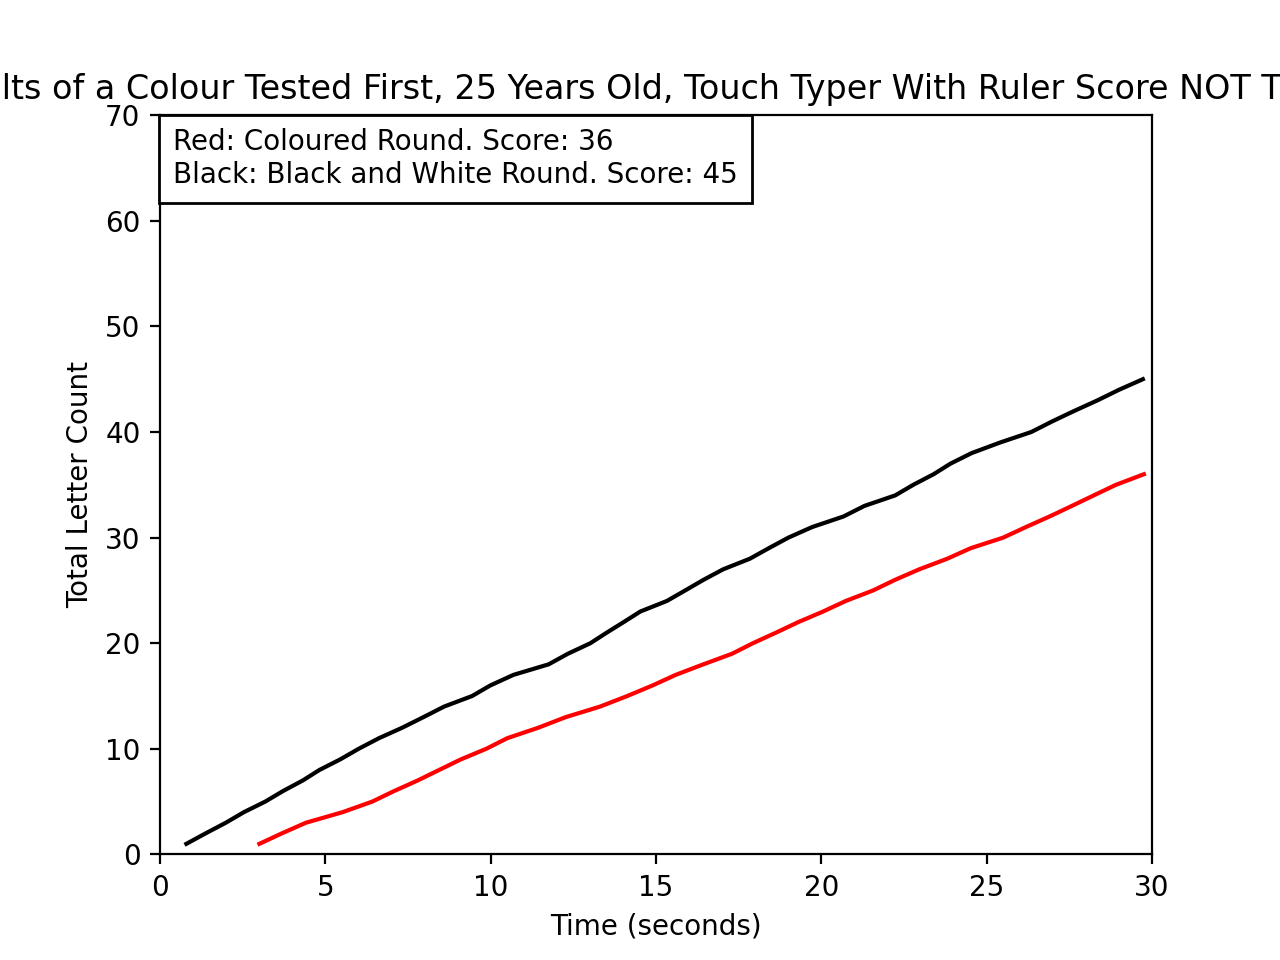 lts of a Colour Tested First, 25 Years Old, Touch Typer With Ruler Score NOT T
Red: Coloured Round. Score: 36
Black: Black and White Round. Score: 45
70
60
50
40
30
20
10
0
Total Letter Count
0 5 10 15 20 25 30
Time (seconds)